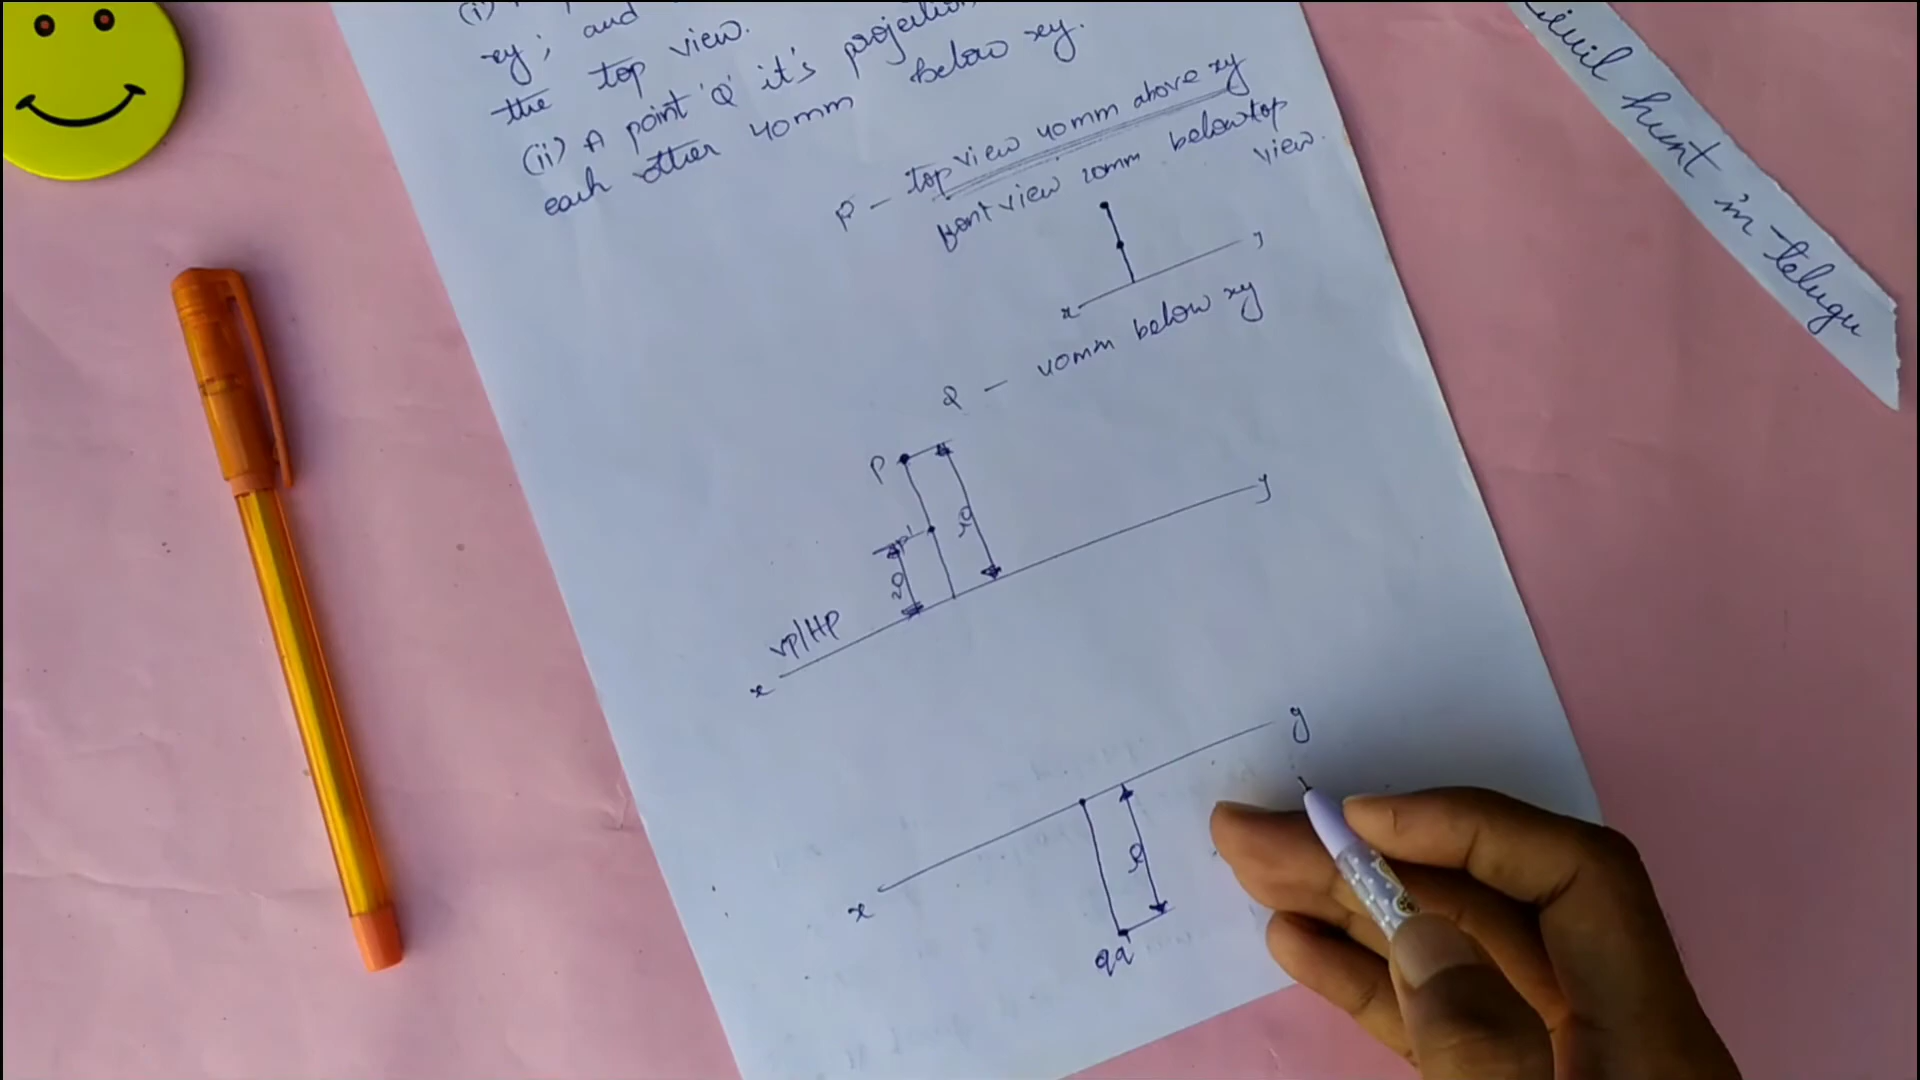 (i)
xy; and
the top view.
(ii) A point 'Q' it's projection
each other 40mm below xy.
P - top view 40mm above xy
front view 20mm below top
view.
x y
Q - 40mm below xy
P
p'
20
40
VP/HP
x y
x y
qq'
Civil hunt in telugu